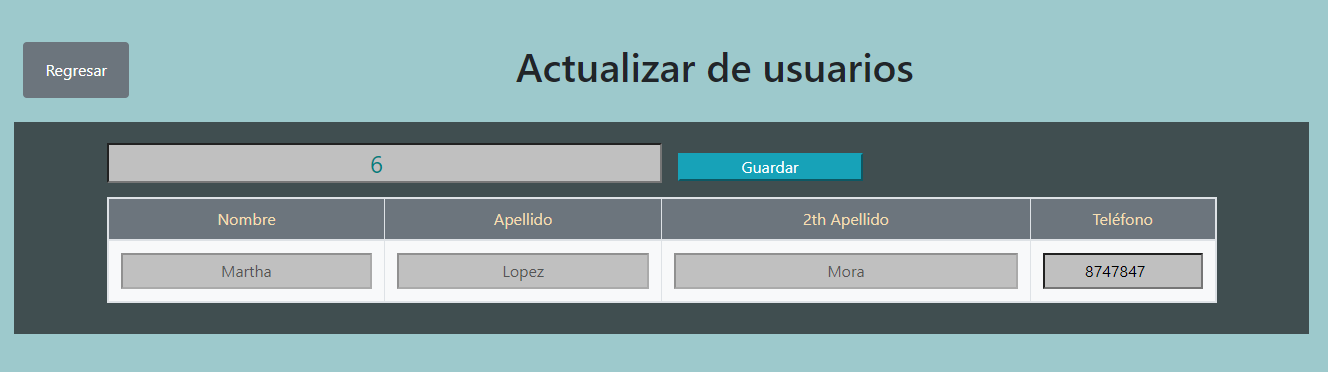 Regresar
Actualizar de usuarios
6
Guardar
Nombre Apellido 2th Apellido Teléfono
Martha Lopez Mora 8747847